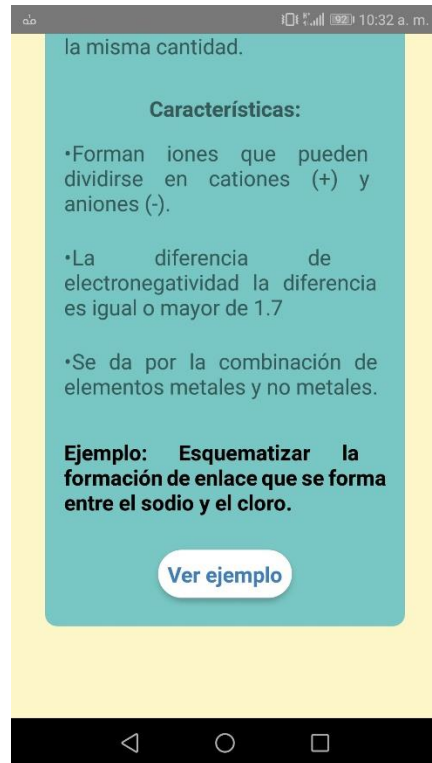 92 10:32 a. m.
la misma cantidad.
Características:
•Forman iones que pueden
dividirse en cationes (+) y
aniones (-).
•La diferencia de
electronegatividad la diferencia
es igual o mayor de 1.7
•Se da por la combinación de
elementos metales y no metales.
Ejemplo: Esquematizar la
formación de enlace que se forma
entre el sodio y el cloro.
Ver ejemplo